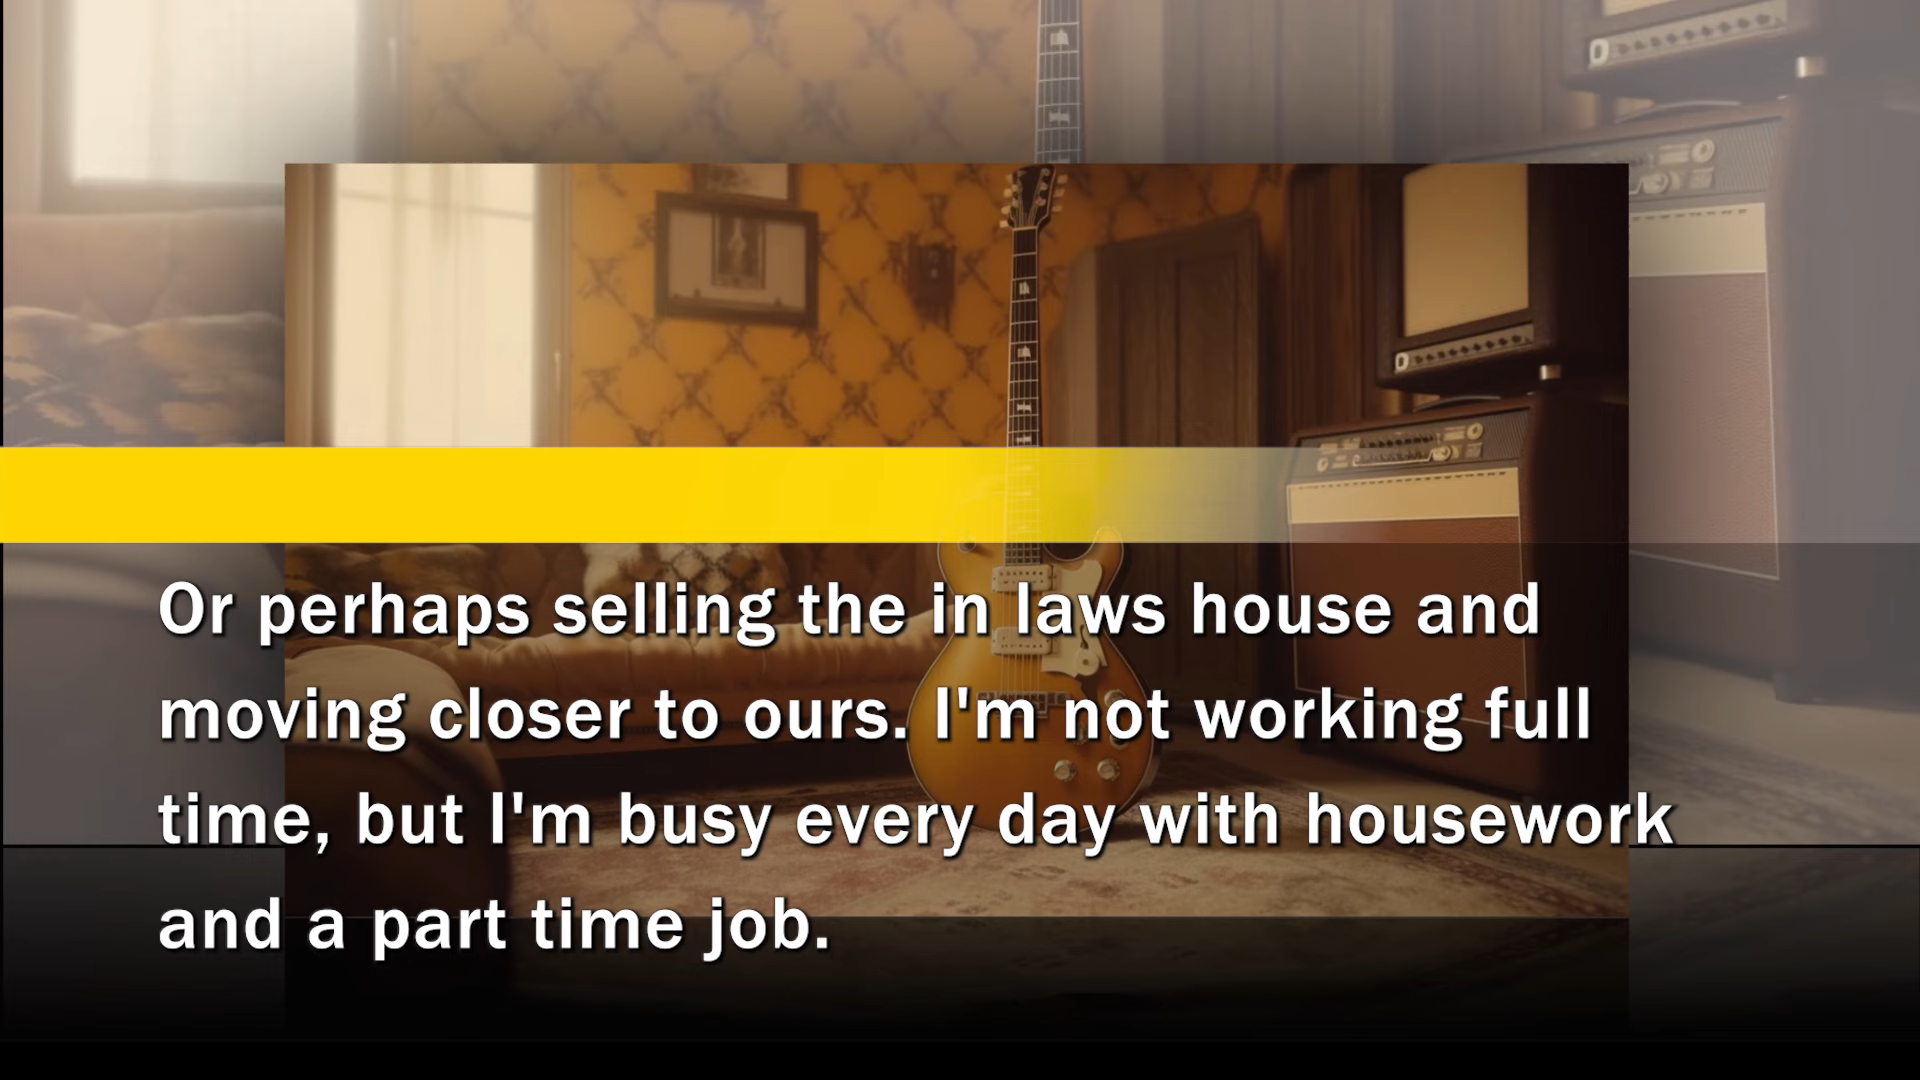 Or perhaps selling the in laws house and
moving closer to ours. I'm not working full
time, but I'm busy every day with housework
and a part time job.